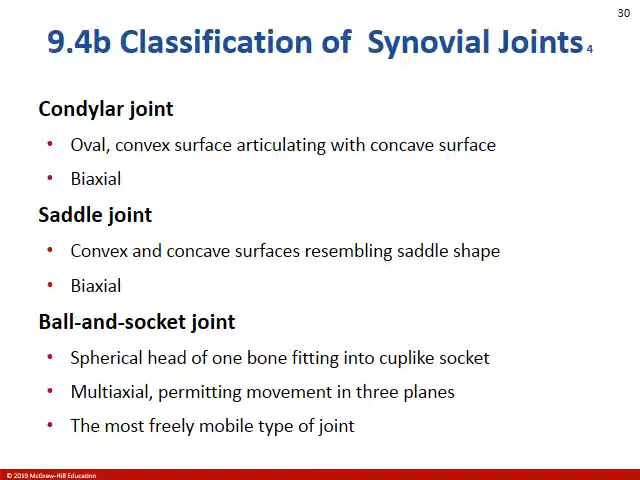 30
9.4b Classification of Synovial Joints 4
Condylar joint
• Oval, convex surface articulating with concave surface
• Biaxial
Saddle joint
• Convex and concave surfaces resembling saddle shape
• Biaxial
Ball-and-socket joint
• Spherical head of one bone fitting into cuplike socket
• Multiaxial, permitting movement in three planes
• The most freely mobile type of joint
© 2019 McGraw-Hill Education